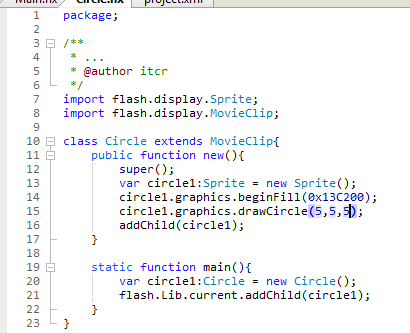 Main.hx Circle.hx project.xml
1 package;
2
3 /**
4 * ...
5 * @author itcr
6 */
7 import flash.display.Sprite;
8 import flash.display.MovieClip;
9
10 class Circle extends MovieClip{
11 public function new(){
12 super();
13 var circle1:Sprite = new Sprite();
14 circle1.graphics.beginFill(0x13C200);
15 circle1.graphics.drawCircle(5,5,5);
16 addChild(circle1);
17 }
18
19 static function main(){
20 var circle1:Circle = new Circle();
21 flash.Lib.current.addChild(circle1);
22 }
23 }